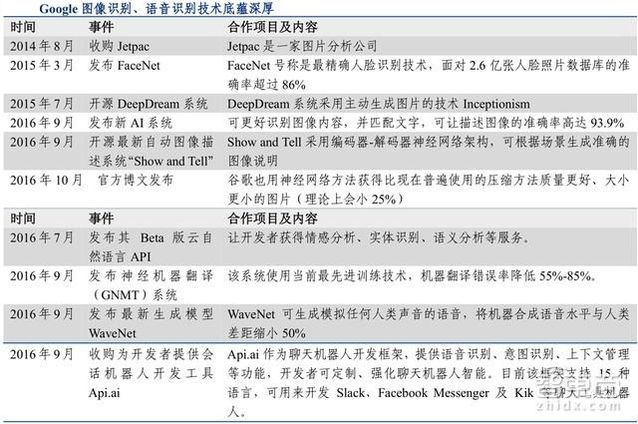 Google 图像识别、语音识别技术底蕴深厚
时间 事件 合作项目及内容
2014 年 8 月 收购 Jetpac Jetpac 是一家图片分析公司
2015 年 3 月 发布 FaceNet FaceNet 号称是最精确人脸识别技术，面对 2.6 亿张人脸照片数据库的准
确率超过 86%
2015 年 7 月 开源 DeepDream 系统 DeepDream 系统采用主动生成图片的技术 Inceptionism
2016 年 9 月 发布新 AI 系统 可更好识别图像内容，并匹配文字，可让描述图像的准确率高达 93.9%
2016 年 9 月 开源最新自动图像描 Show and Tell 采用编码器-解码器神经网络架构，可根据场景生成准确的
述系统“Show and Tell” 图像说明
2016 年 10 月 官方博文发布 谷歌也用神经网络方法获得比现在普遍使用的压缩方法质量更好、大小
更小的图片（理论上会小 25%）
时间 事件 合作项目及内容
2016 年 7 月 发布其 Beta 版云自 让开发者获得情感分析、实体识别、语义分析等服务。
然语言 API
2016 年 9 月 发布神经机器翻译 该系统使用当前最先进训练技术，机器翻译错误率降低 55%-85%。
（GNMT）系统
2016 年 9 月 发布最新生成模型 WaveNet 可生成模拟任何人类声音的语音，将机器合成语音水平与人类
WaveNet 差距缩小 50%
2016 年 9 月 收购为开发者提供会 Api.ai 作为聊天机器人开发框架，提供语音识别、意图识别、上下文管理
话机器人开发工具 等功能，开发者可定制、强化聊天机器人智能。目前该框架支持 15 种
Api.ai 语言，可用来开发 Slack、Facebook Messenger 及 Kik 等聊天工具机器
人。
智东西
zhidx.com